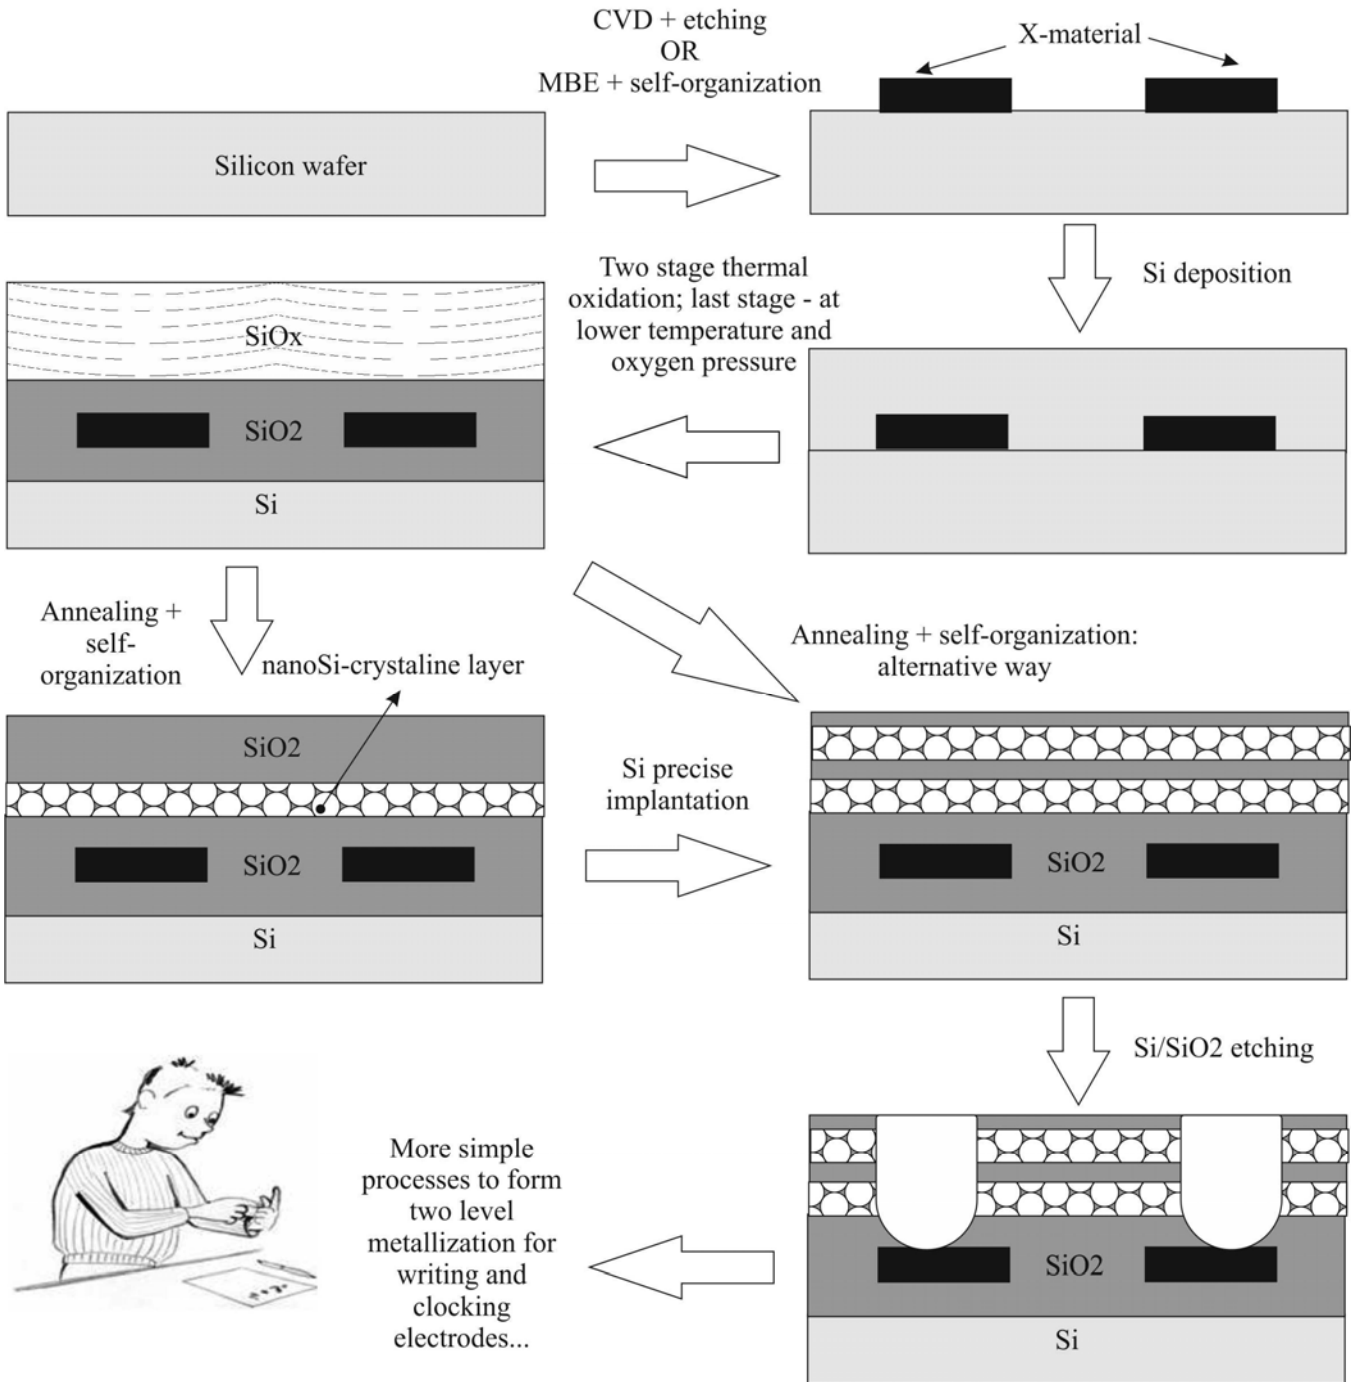 CVD + etching
OR
MBE + self-organization
X-material
Silicon wafer
Si deposition
Two stage thermal
oxidation; last stage - at
lower temperature and
oxygen pressure
SiOx
SiO2
Si
Annealing +
self-
organization
nanoSi-crystaline layer
Annealing + self-organization:
alternative way
SiO2
SiO2
Si
Si precise
implantation
SiO2
Si
Si/SiO2 etching
More simple
processes to form
two level
metallization for
writing and
clocking
electrodes...
SiO2
Si